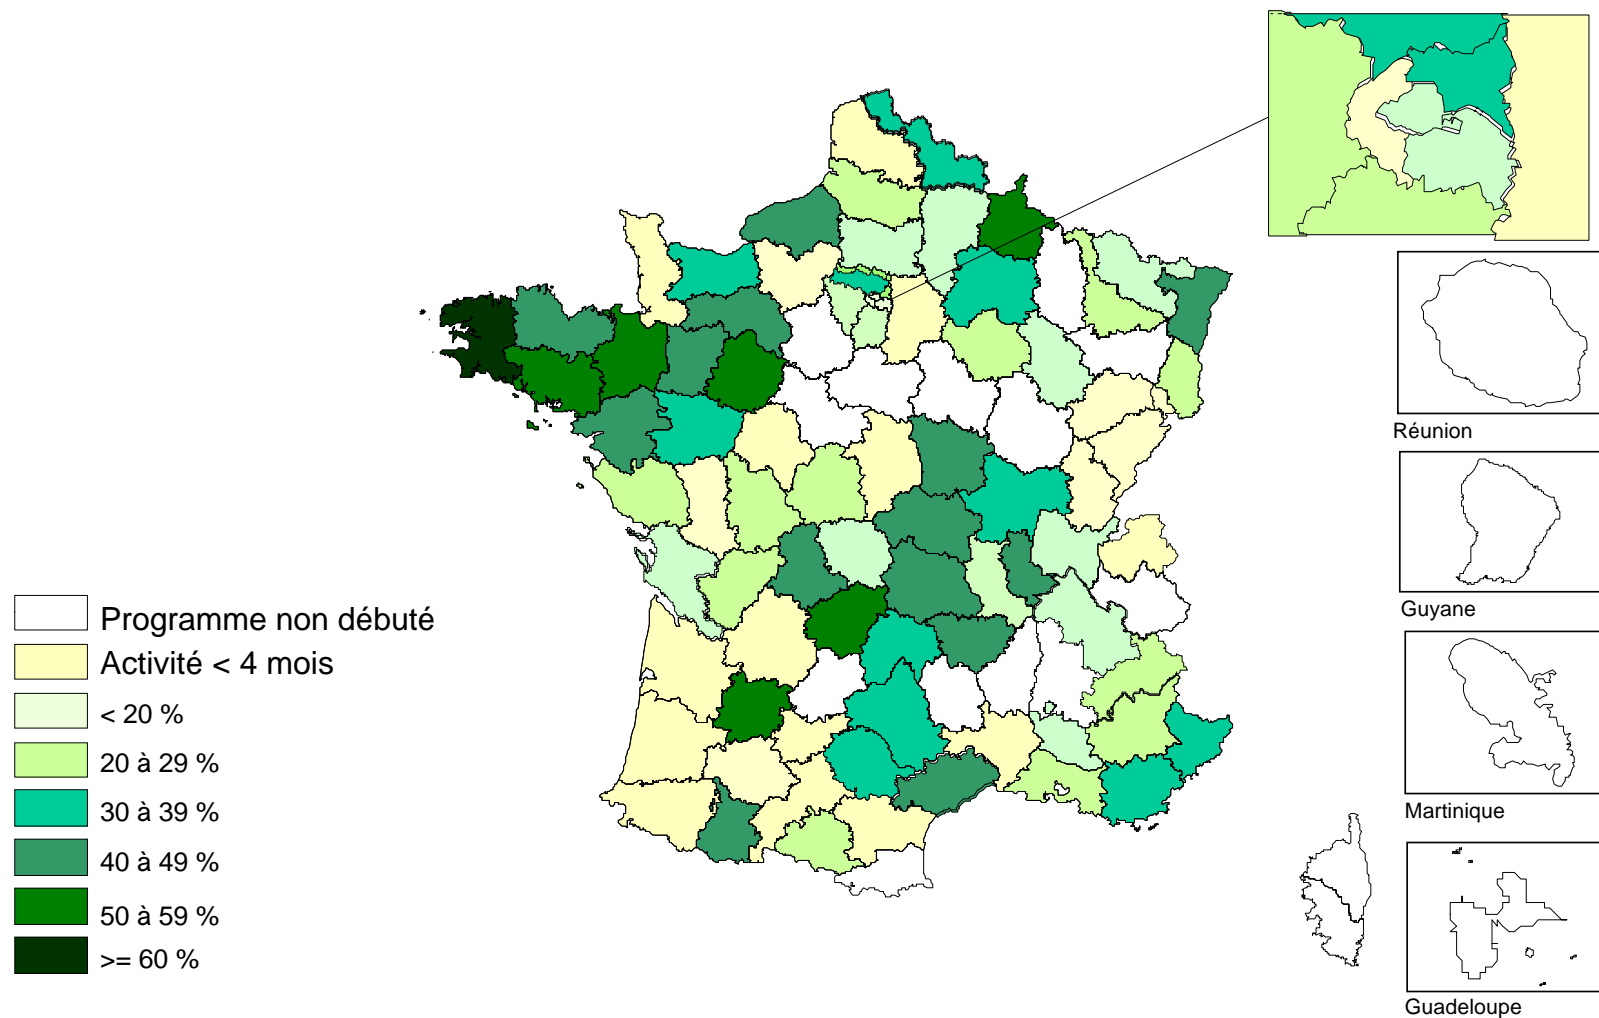 Programme non débuté
Activité < 4 mois
< 20 %
20 à 29 %
30 à 39 %
40 à 49 %
50 à 59 %
>= 60 %
Réunion
Guyane
Martinique
Guadeloupe